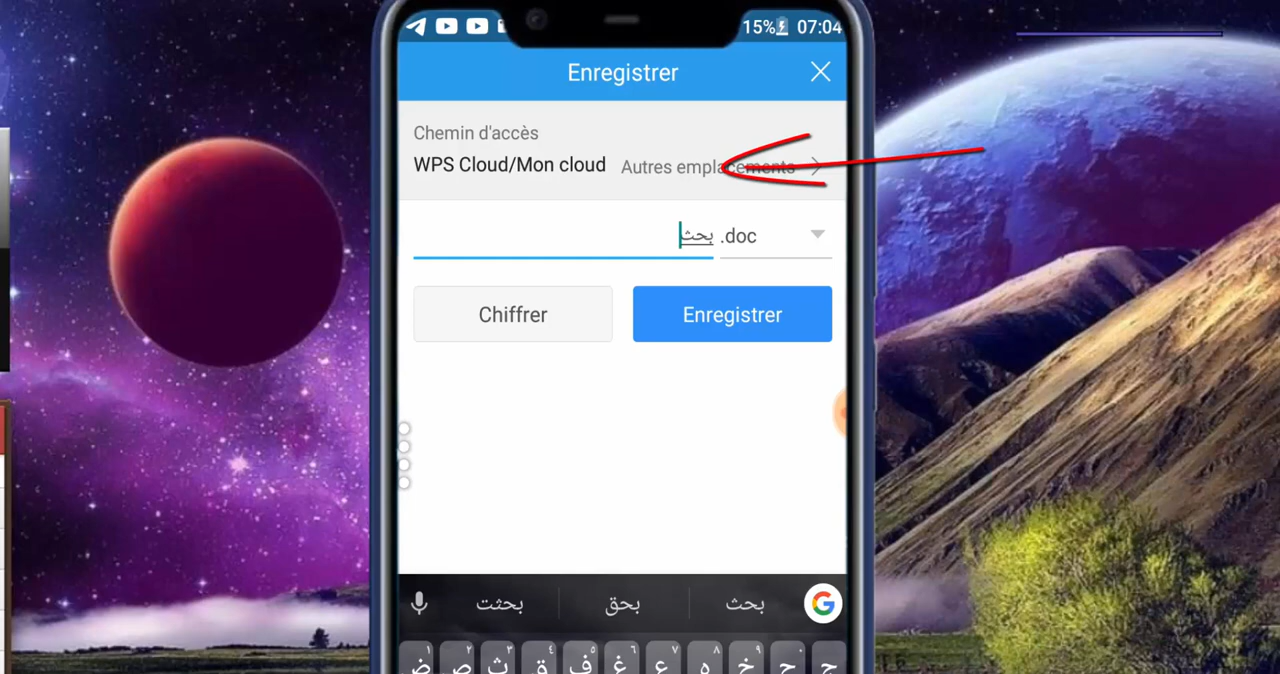 15% 07:04
Enregistrer
Chemin d'accès
WPS Cloud/Mon cloud Autres emplacements
بحث .doc
Chiffrer Enregistrer
بحثت بحق بحث
ض ص ث ق ف غ ع ه خ ح ج